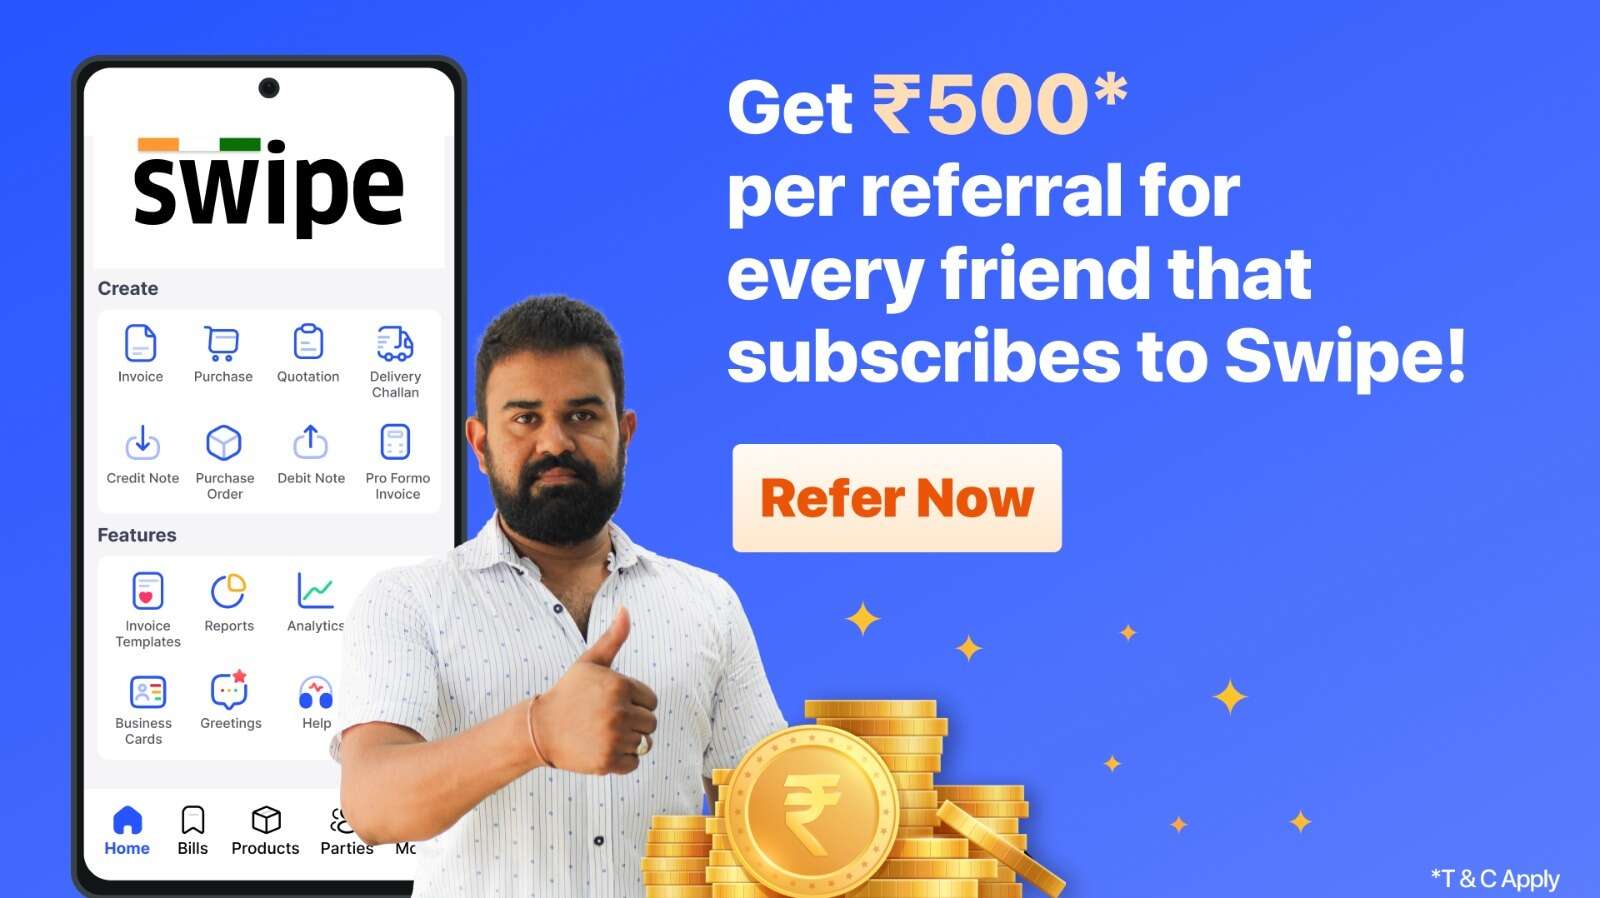 swipe
Create
Invoice
Purchase
Quotation
Delivery
Challan
Credit Note
Purchase
Order
Debit Note
Pro Formo
Invoice
Features
Invoice
Templates
Reports
Analytics
Business
Cards
Greetings
Help
Home
Bills
Products
Parties
Get ₹500*
per referral for
every friend that
subscribes to Swipe!
Refer Now
₹
*T & C Apply